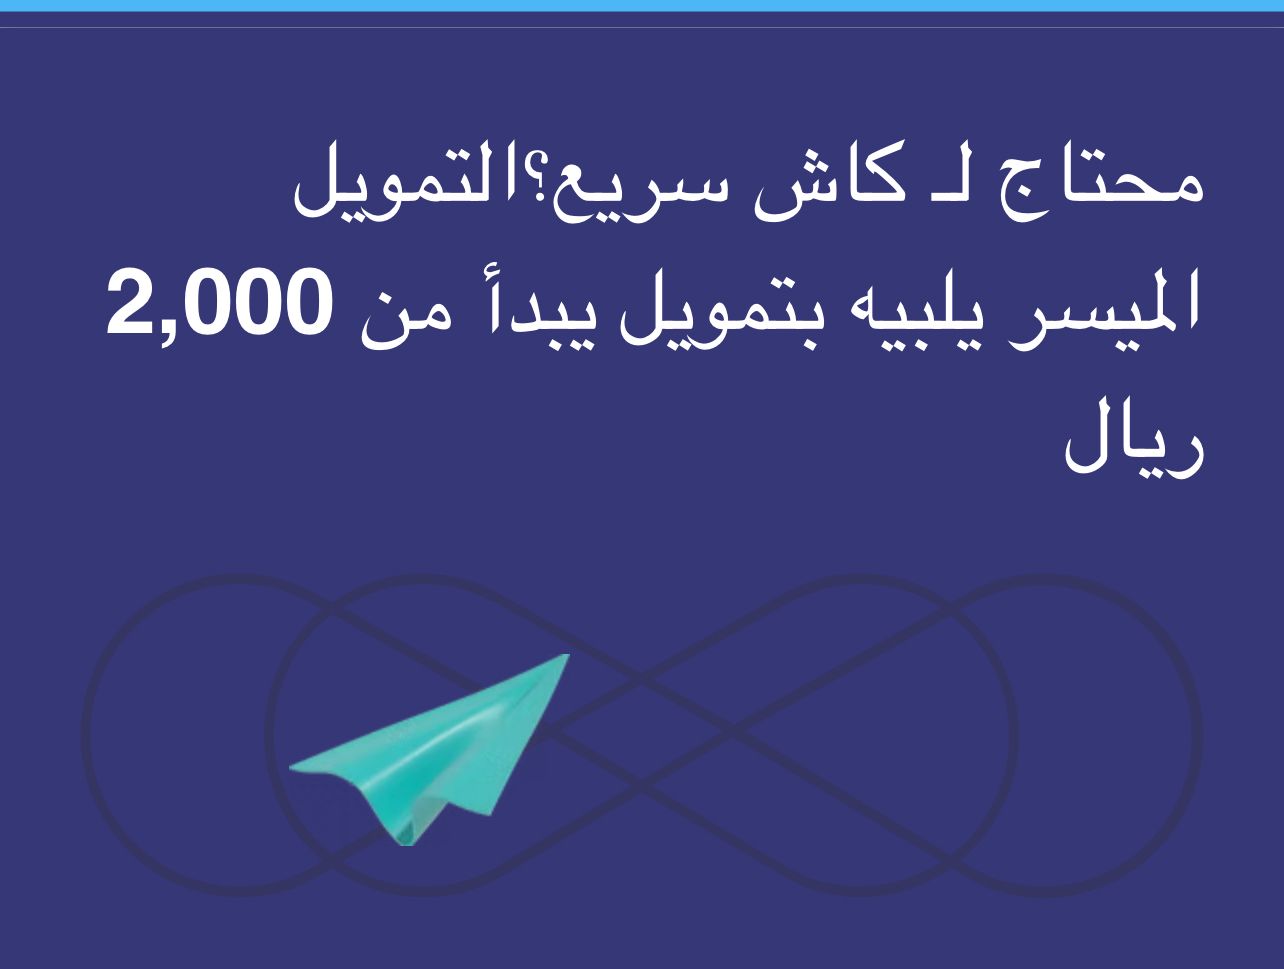 محتاج لـ كاش سريع؟التمويل
الميسر يلبيه بتمويل يبدأ من 2,000
ريال